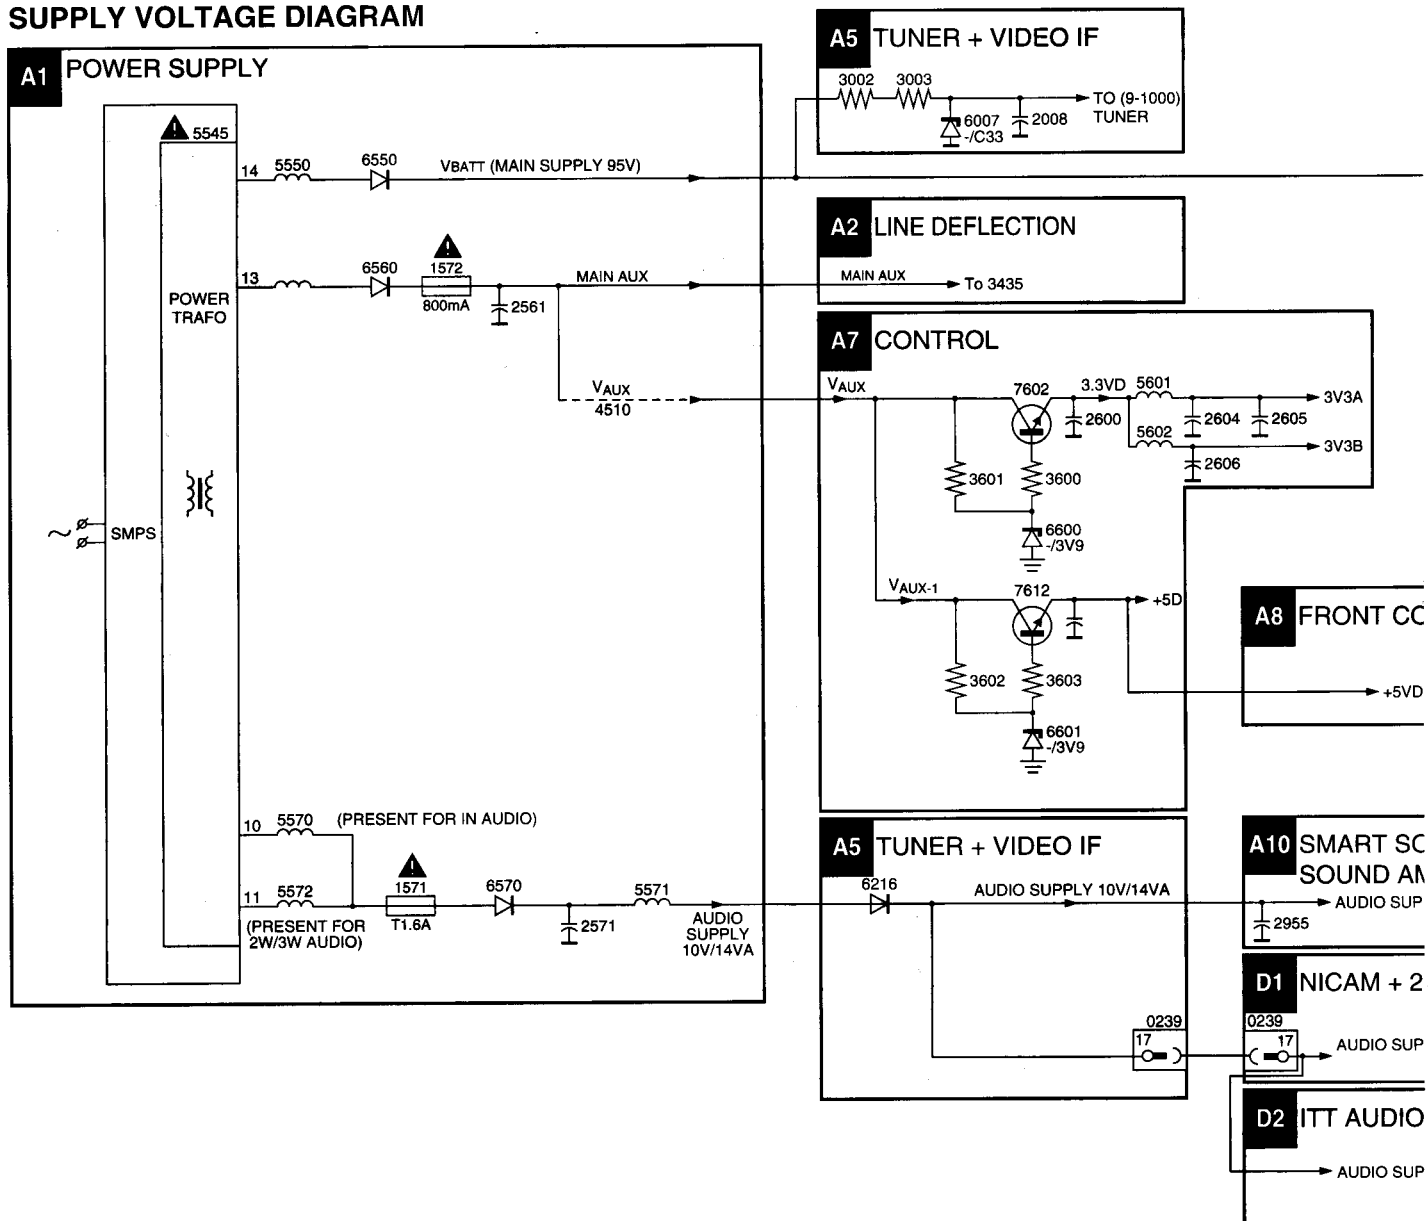 SUPPLY VOLTAGE DIAGRAM
A1 POWER SUPPLY
5545
14
5550
6550
VBATT (MAIN SUPPLY 95V)
13
6560
1572
800mA
2561
MAIN AUX
POWER
TRAFO
VAUX
4510
SMPS
10
5570
(PRESENT FOR IN AUDIO)
11
5572
(PRESENT FOR
2W/3W AUDIO)
1571
T1.6A
6570
2571
5571
AUDIO
SUPPLY
10V/14VA
A5 TUNER + VIDEO IF
3002
3003
6007
-/C33
2008
TO (9-1000)
TUNER
A2 LINE DEFLECTION
MAIN AUX
To 3435
A7 CONTROL
VAUX
7602
3.3VD
5601
3V3A
2600
2604
2605
5602
3V3B
2606
3601
3600
6600
-/3V9
VAUX-1
7612
+5D
3602
3603
6601
-/3V9
A8 FRONT CO
+5VD
A5 TUNER + VIDEO IF
6216
AUDIO SUPPLY 10V/14VA
0239
17
A10 SMART SO
SOUND AM
AUDIO SUP
2955
D1 NICAM + 2
0239
17
AUDIO SUP
D2 ITT AUDIO
AUDIO SUP